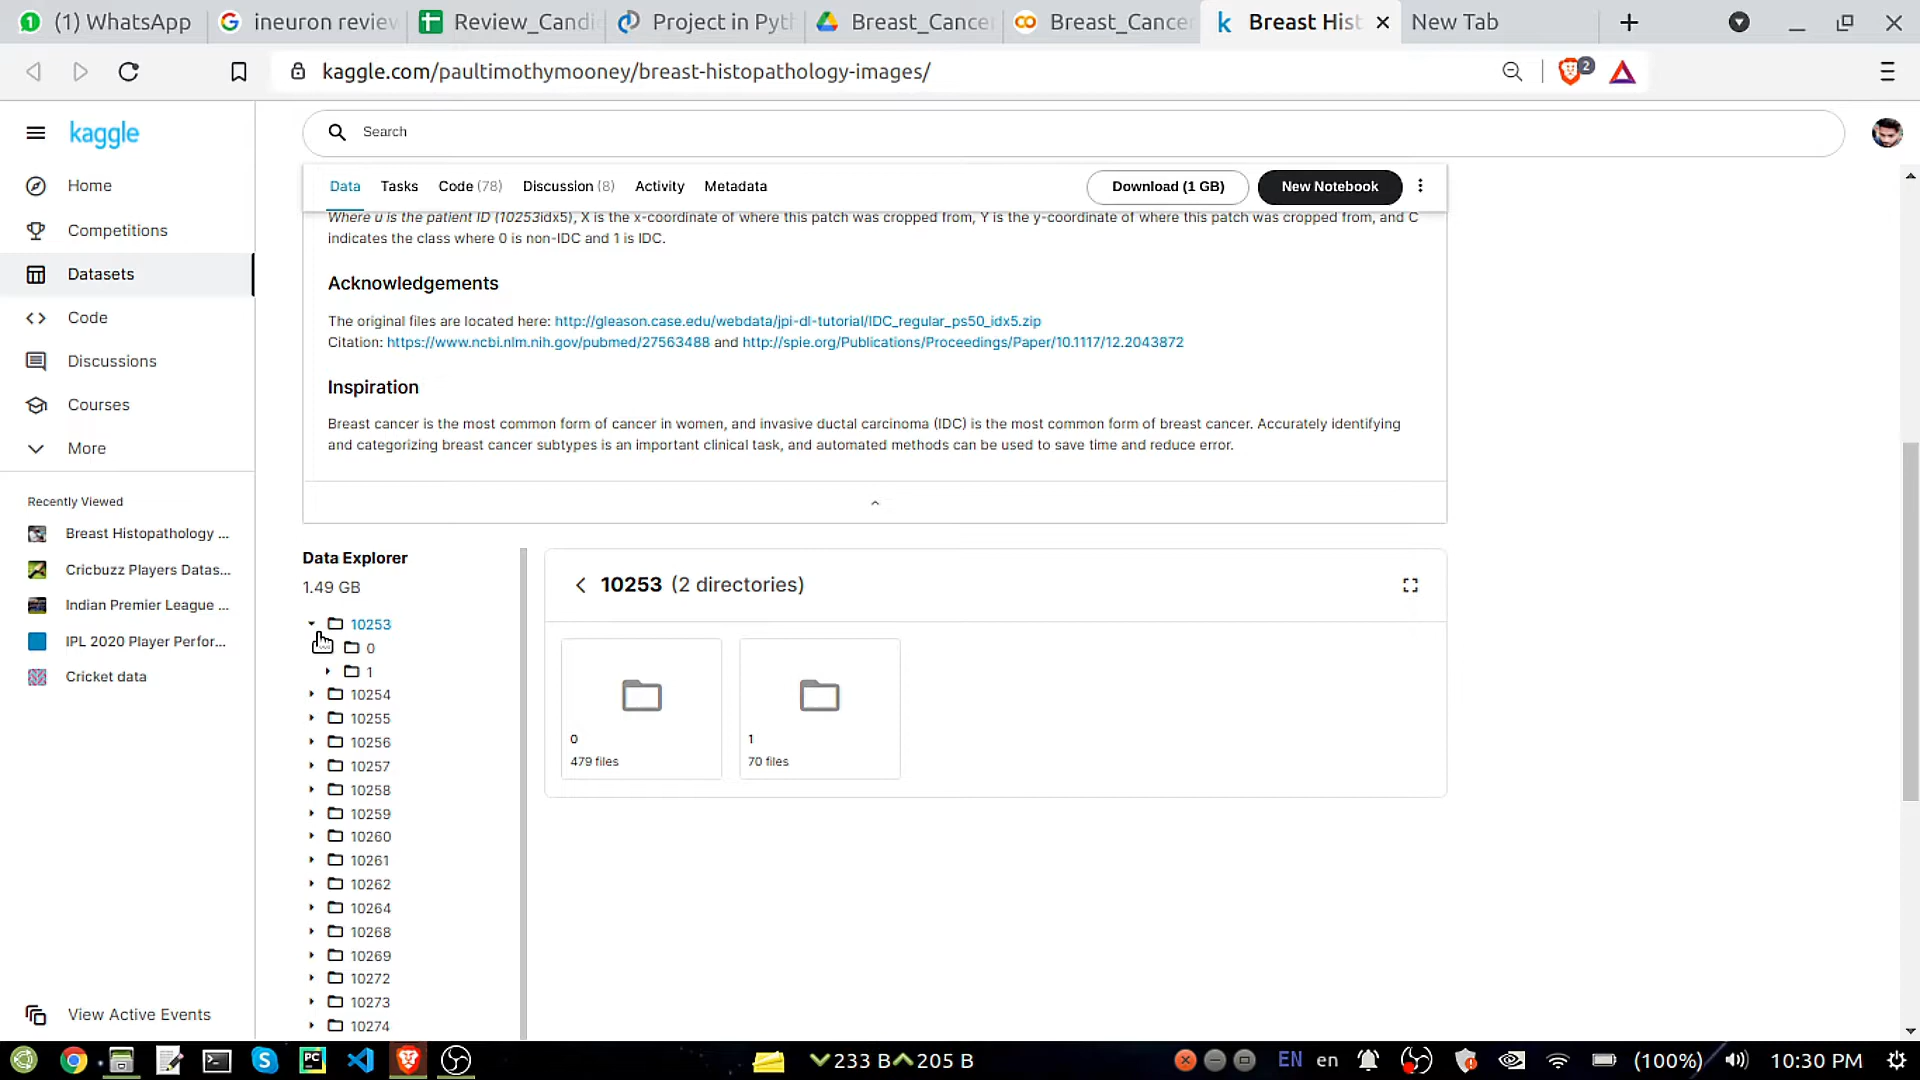 (1) WhatsApp
ineuron review
Review_Candi
Project in Pyth
Breast_Cancer
Breast_Cancer
Breast Hist
New Tab
kaggle.com/paultimothymooney/breast-histopathology-images/
2
kaggle
Search
Home
Competitions
Datasets
Code
Discussions
Courses
More
Recently Viewed
Breast Histopathology ...
Cricbuzz Players Datas...
Indian Premier League ...
IPL 2020 Player Perfor...
Cricket data
View Active Events
Data Tasks Code (78) Discussion (8) Activity Metadata
Download (1 GB)
New Notebook
Where u is the patient ID (10253idx5), X is the x-coordinate of where this patch was cropped from, Y is the y-coordinate of where this patch was cropped from, and C
indicates the class where 0 is non-IDC and 1 is IDC.
Acknowledgements
The original files are located here: http://gleason.case.edu/webdata/jpi-dl-tutorial/IDC_regular_ps50_idx5.zip
Citation: https://www.ncbi.nlm.nih.gov/pubmed/27563488 and http://spie.org/Publications/Proceedings/Paper/10.1117/12.2043872
Inspiration
Breast cancer is the most common form of cancer in women, and invasive ductal carcinoma (IDC) is the most common form of breast cancer. Accurately identifying
and categorizing breast cancer subtypes is an important clinical task, and automated methods can be used to save time and reduce error.
Data Explorer
1.49 GB
10253
0
1
10254
10255
10256
10257
10258
10259
10260
10261
10262
10264
10268
10269
10272
10273
10274
10253 (2 directories)
0
479 files
1
70 files
233 B 205 B
EN
en
(100%)
10:30 PM